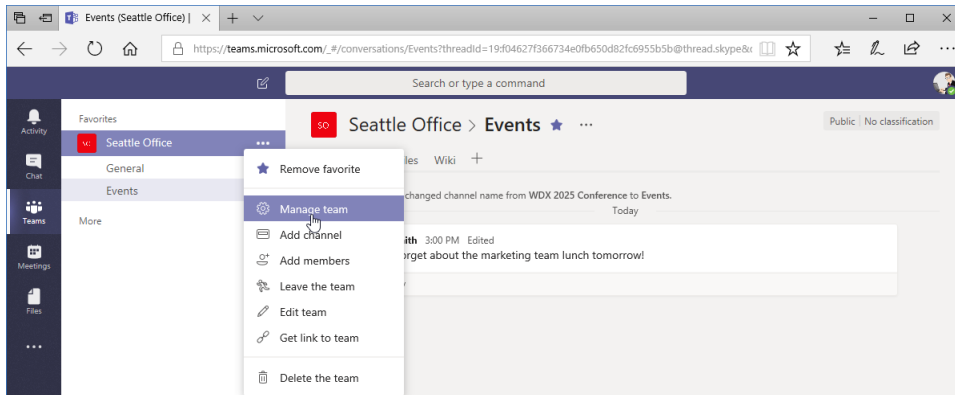 Events (Seattle Office) |
https://teams.microsoft.com/_#/conversations/Events?threadId=19:f04627f366734e0fb650d82fc6955b5b@thread.skype&c
Search or type a command
Activity
Chat
Teams
Meetings
Files
Favorites
SO Seattle Office
General
Events
More
Remove favorite
Manage team
Add channel
Add members
Leave the team
Edit team
Get link to team
Delete the team
SO Seattle Office > Events
Public | No classification
les Wiki
changed channel name from WDX 2025 Conference to Events.
Today
ith 3:00 PM Edited
orget about the marketing team lunch tomorrow!